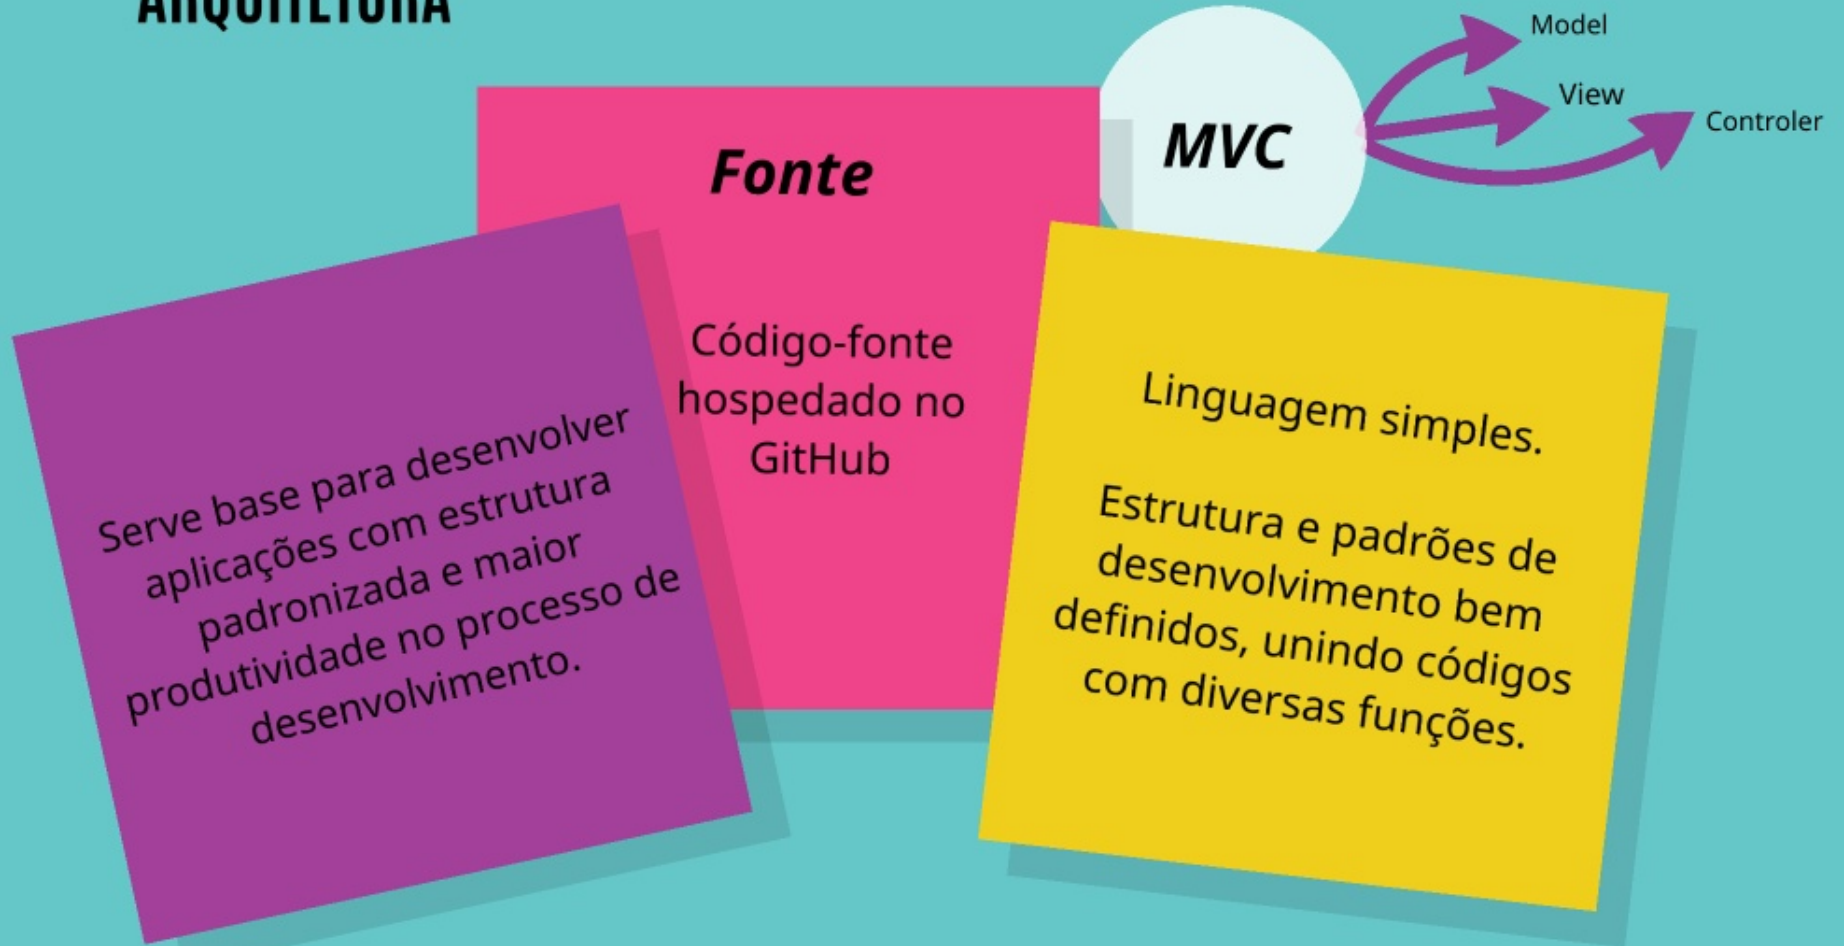 ARQUITETURA
Model
View
Controler
MVC
Fonte
Código-fonte
hospedado no
GitHub
Serve base para desenvolver
aplicações com estrutura
padronizada e maior
produtividade no processo de
desenvolvimento.
Linguagem simples.
Estrutura e padrões de
desenvolvimento bem
definidos, unindo códigos
com diversas funções.